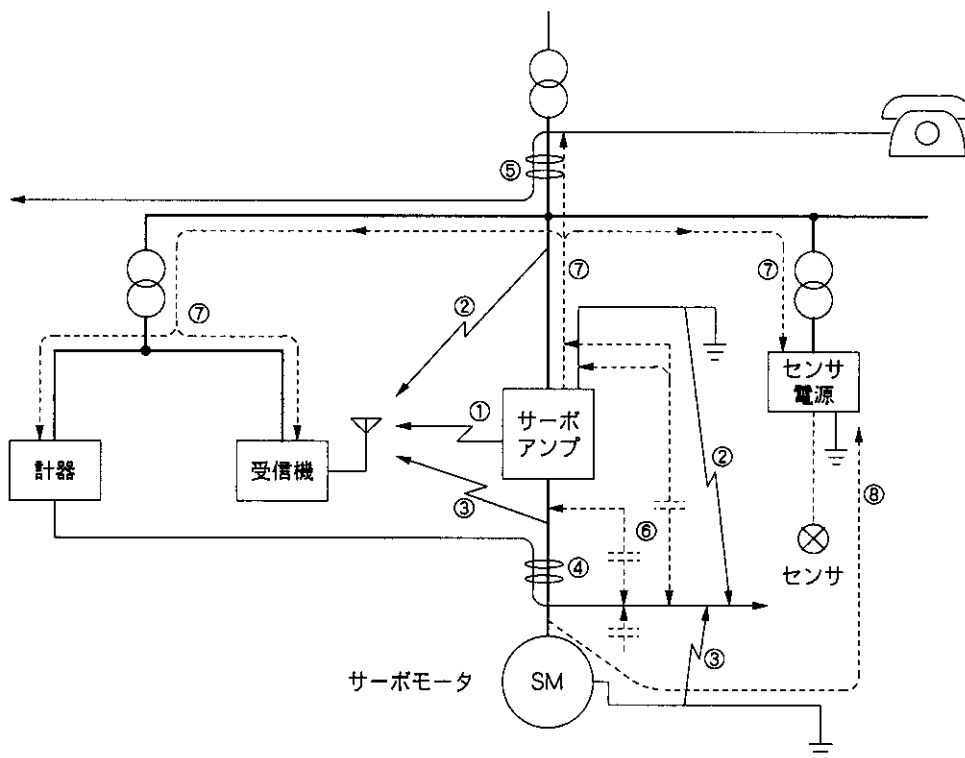 ⑤
⑦
⑦
②
⑦
センサ
電源
①
サーボ
アンプ
計器
受信機
②
③
⑥
⑧
④
センサ
③
サーボモータ
SM